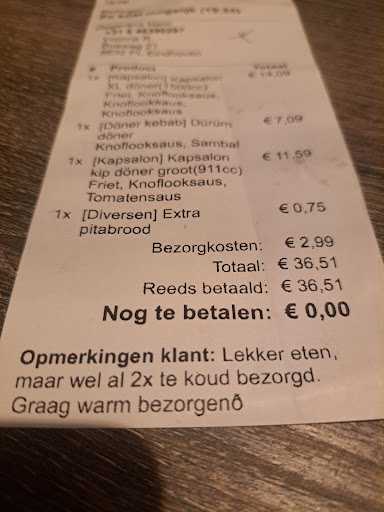 # Product Totaal
1x [Kapsalon] Kapsalon € 14,09
XL döner(1500cc)
Friet, Knoflooksaus,
Knoflooksaus,
Knoflooksaus
1x [Döner kebab] Dürüm € 7,09
döner
Knoflooksaus, Sambal
1x [Kapsalon] Kapsalon € 11,59
kip döner groot(911cc)
Friet, Knoflooksaus,
Tomatensaus
1x [Diversen] Extra € 0,75
pitabrood
Bezorgkosten: € 2,99
Totaal: € 36,51
Reeds betaald: € 36,51
Nog te betalen: € 0,00
Opmerkingen klant: Lekker eten,
maar wel al 2x te koud bezorgd.
Graag warm bezorgenð